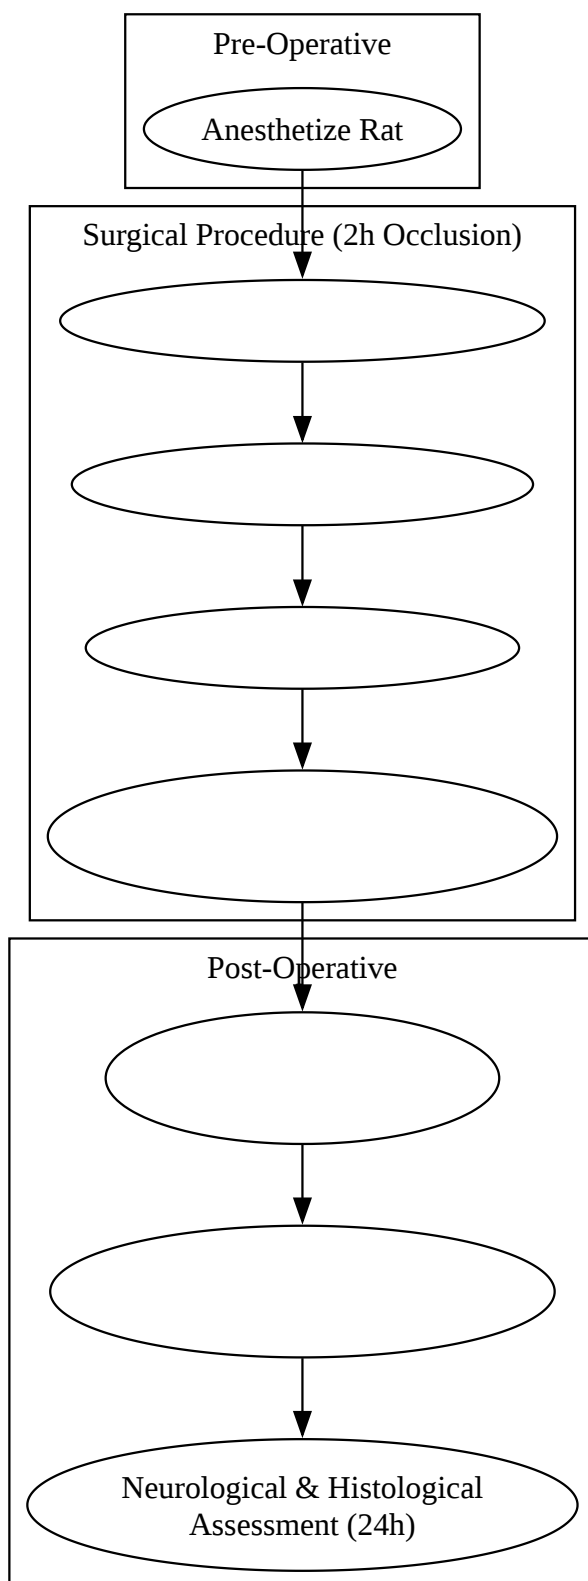 Pre-Operative
Anesthetize Rat
Surgical Procedure (2h Occlusion)
Post-Operative
Neurological & Histological
Assessment (24h)